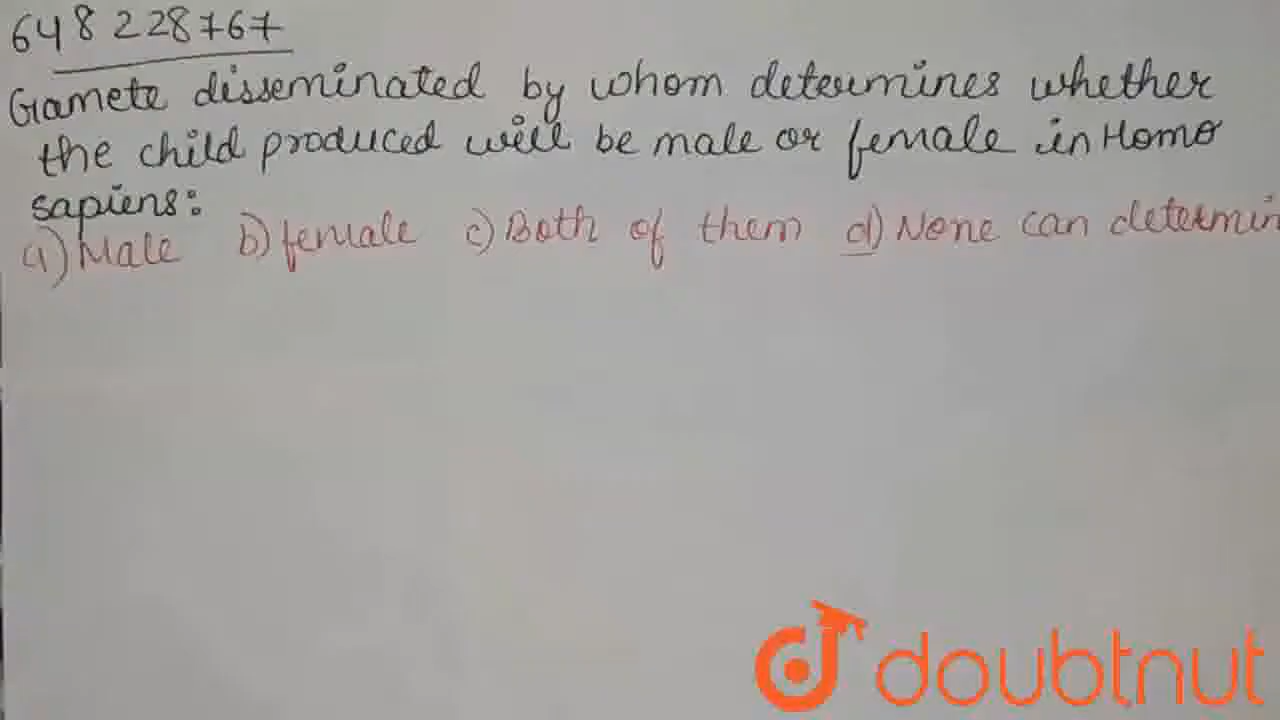 648228767
Gamete disseminated by whom determines whether
the child produced will be male or female in Homo
sapiens:
a) Male b) female c) Both of them d) None can determin
doubtnut